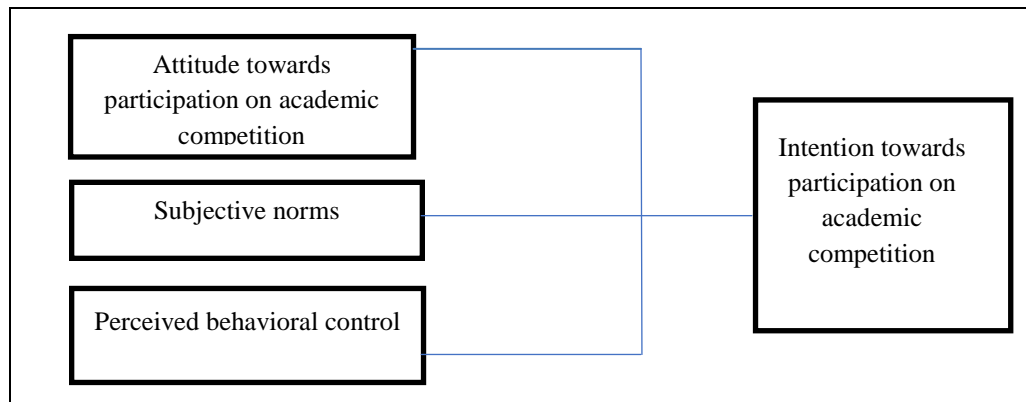 Attitude towards
participation on academic
competition
Subjective norms
Perceived behavioral control
Intention towards
participation on
academic
competition